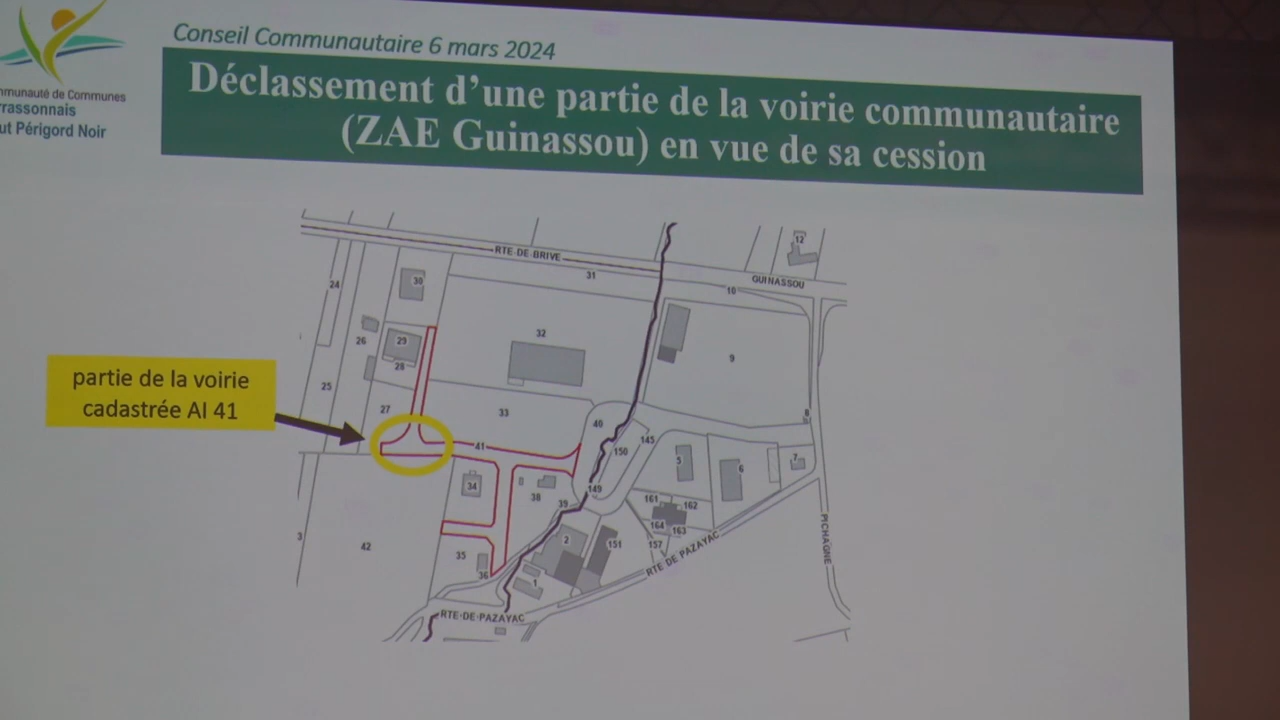 Conseil Communautaire 6 mars 2024
mmunauté de Communes
rrassonnais
ut Périgord Noir
Déclassement d'une partie de la voirie communautaire
(ZAE Guinassou) en vue de sa cession
partie de la voirie
cadastrée AI 41
RTE-DE-BRIVE
GUINASSOU
12
31
10
24
30
32
26
29
28
9
25
27
33
8
40
145
41
150
5
6
7
34
38
39
149
161
162
164
163
3
42
35
36
2
151
157
1
RTE DE PAZAYAC
PICHAGNE
RTE-DE-PAZAYAC